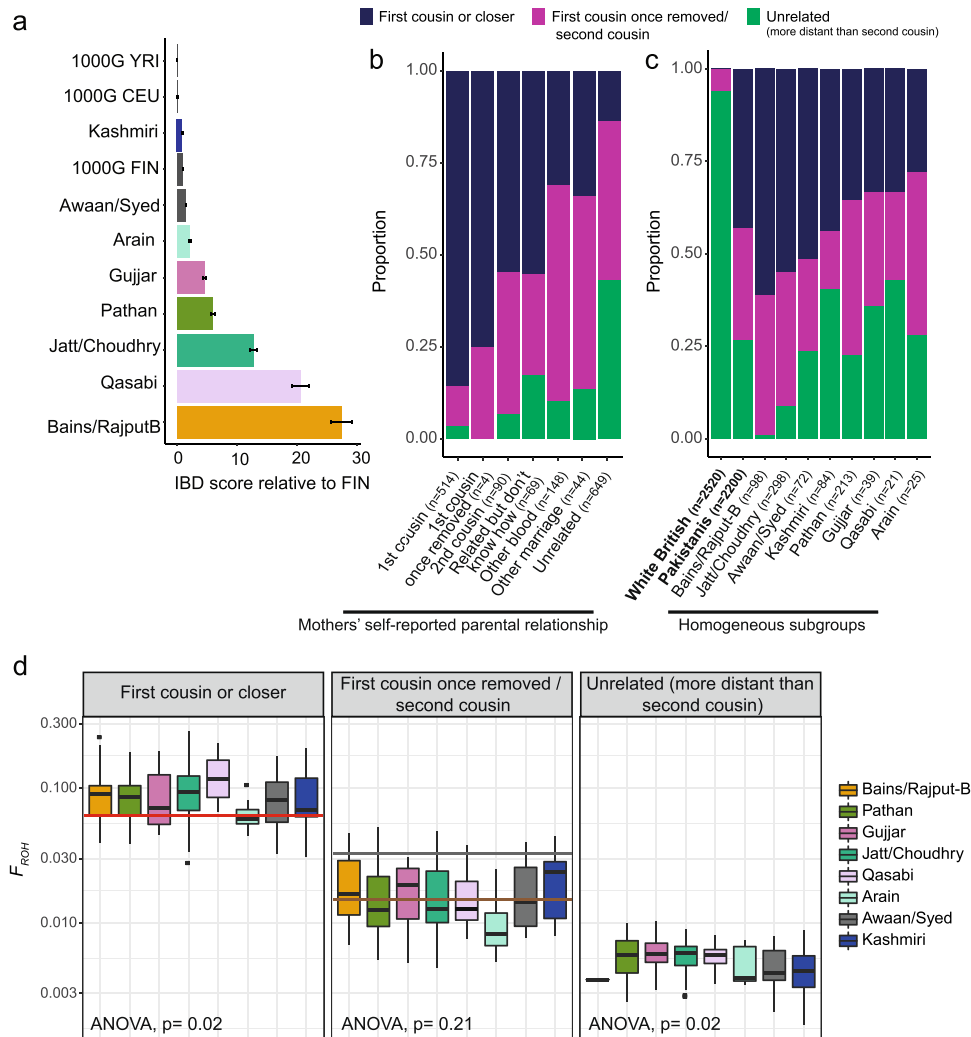 First cousin or closer
First cousin once removed/
second cousin
Unrelated
(more distant than second cousin)
a
1000G YRI
1000G CEU
Kashmiri
1000G FIN
Awaan/Syed
Arain
Gujjar
Pathan
Jatt/Choudhry
Qasabi
Bains/RajputB
0
10
20
30
IBD score relative to FIN
b
1.00
0.75
0.50
0.25
0.00
Proportion
1st cousin (n=514)
1st cousin
once removed (n=4)
2nd cousin (n=90)
Related but don't
know how (n=69)
Other blood (n=148)
Other marriage (n=44)
Unrelated (n=649)
Mothers' self-reported parental relationship
c
1.00
0.75
0.50
0.25
0.00
Proportion
White British (n=2520)
Pakistanis (n=2200)
Bains/Rajput-B (n=98)
Jatt/Choudhry (n=298)
Awaan/Syed (n=72)
Kashmiri (n=84)
Pathan (n=213)
Gujjar (n=39)
Qasabi (n=21)
Arain (n=25)
Homogeneous subgroups
d
First cousin or closer
First cousin once removed /
second cousin
Unrelated (more distant than
second cousin)
0.300
0.100
0.030
0.010
0.003
FROH
ANOVA, p= 0.02
ANOVA, p= 0.21
ANOVA, p= 0.02
Bains/Rajput-B
Pathan
Gujjar
Jatt/Choudhry
Qasabi
Arain
Awaan/Syed
Kashmiri